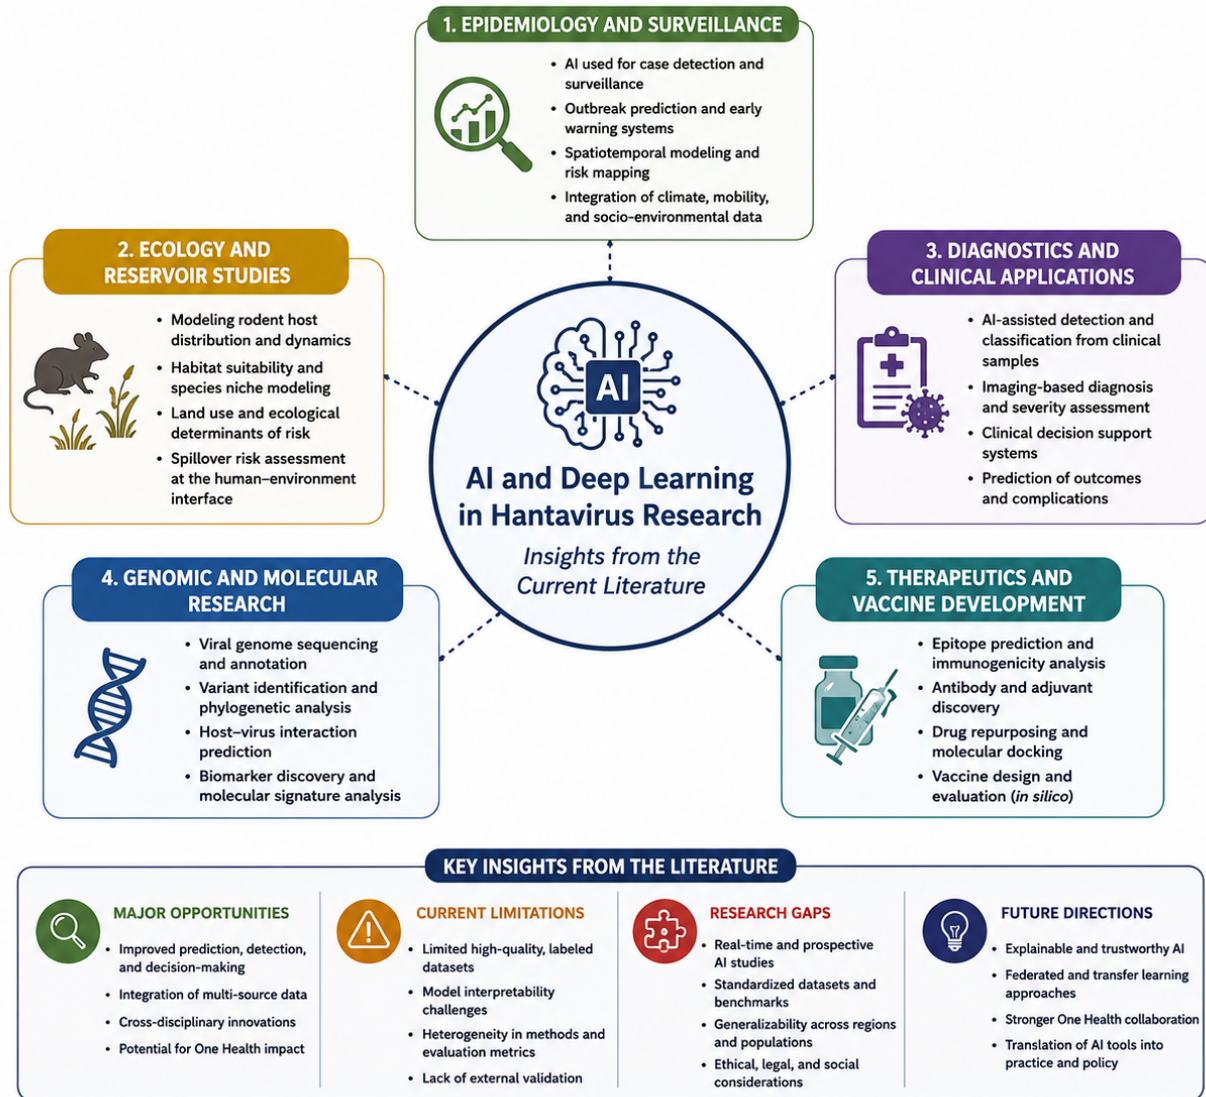 1. EPIDEMIOLOGY AND SURVEILLANCE
• AI used for case detection and
surveillance
• Outbreak prediction and early
warning systems
• Spatiotemporal modeling and
risk mapping
• Integration of climate, mobility,
and socio-environmental data
2. ECOLOGY AND
RESERVOIR STUDIES
• Modeling rodent host
distribution and dynamics
• Habitat suitability and
species niche modeling
• Land use and ecological
determinants of risk
• Spillover risk assessment
at the human–environment
interface
AI
AI and Deep Learning
in Hantavirus Research
Insights from the
Current Literature
3. DIAGNOSTICS AND
CLINICAL APPLICATIONS
• AI-assisted detection and
classification from clinical
samples
• Imaging-based diagnosis
and severity assessment
• Clinical decision support
systems
• Prediction of outcomes
and complications
4. GENOMIC AND MOLECULAR
RESEARCH
• Viral genome sequencing
and annotation
• Variant identification and
phylogenetic analysis
• Host–virus interaction
prediction
• Biomarker discovery and
molecular signature analysis
5. THERAPEUTICS AND
VACCINE DEVELOPMENT
• Epitope prediction and
immunogenicity analysis
• Antibody and adjuvant
discovery
• Drug repurposing and
molecular docking
• Vaccine design and
evaluation (in silico)
KEY INSIGHTS FROM THE LITERATURE
MAJOR OPPORTUNITIES
• Improved prediction, detection,
and decision-making
• Integration of multi-source data
• Cross-disciplinary innovations
• Potential for One Health impact
CURRENT LIMITATIONS
• Limited high-quality, labeled
datasets
• Model interpretability
challenges
• Heterogeneity in methods and
evaluation metrics
• Lack of external validation
RESEARCH GAPS
• Real-time and prospective
AI studies
• Standardized datasets and
benchmarks
• Generalizability across regions
and populations
• Ethical, legal, and social
considerations
FUTURE DIRECTIONS
• Explainable and trustworthy AI
• Federated and transfer learning
approaches
• Stronger One Health collaboration
• Translation of AI tools into
practice and policy